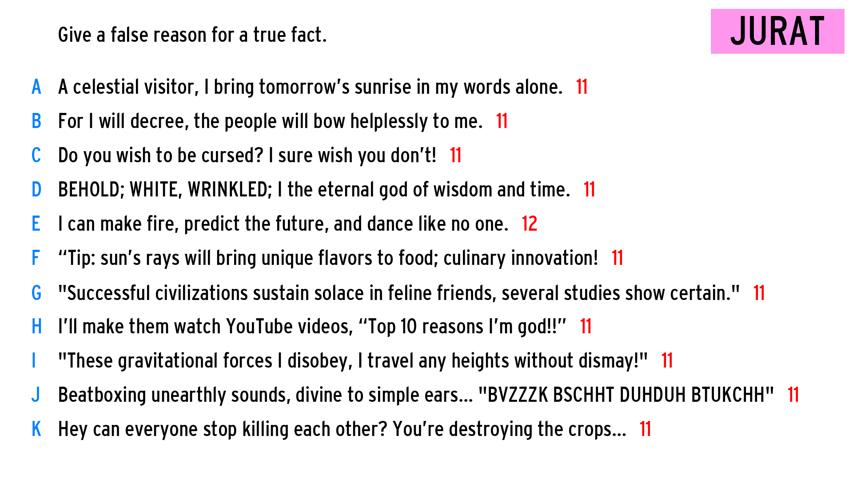 Give a false reason for a true fact.
JURAT
A A celestial visitor, I bring tomorrow's sunrise in my words alone. 11
B For I will decree, the people will bow helplessly to me. 11
C Do you wish to be cursed? I sure wish you don't! 11
D BEHOLD; WHITE, WRINKLED; I the eternal god of wisdom and time. 11
E I can make fire, predict the future, and dance like no one. 12
F “Tip: sun's rays will bring unique flavors to food; culinary innovation! 11
G "Successful civilizations sustain solace in feline friends, several studies show certain." 11
H I'll make them watch YouTube videos, “Top 10 reasons I'm god!!” 11
I "These gravitational forces I disobey, I travel any heights without dismay!" 11
J Beatboxing unearthly sounds, divine to simple ears... "BVZZZK BSCHHT DUHDUH BTUKCHH" 11
K Hey can everyone stop killing each other? You're destroying the crops... 11